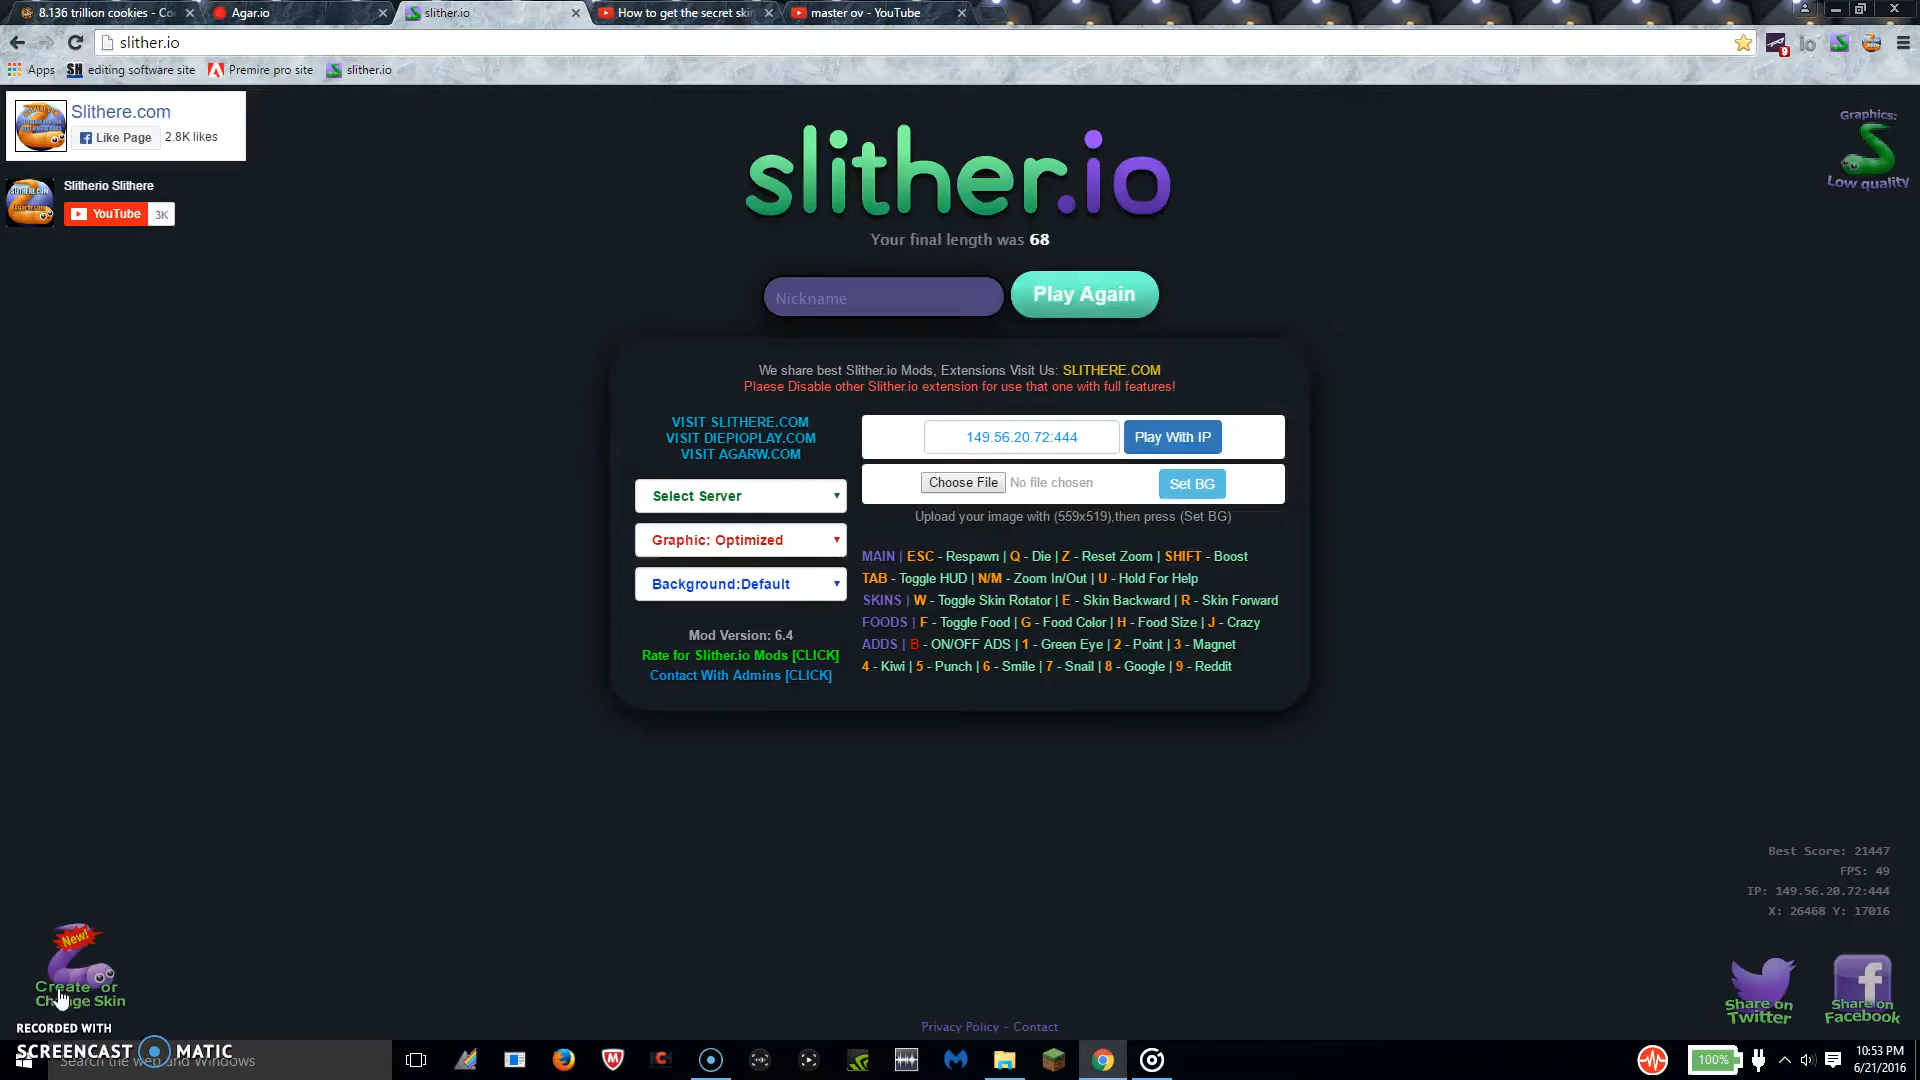 8.136 trillion cookies - Co
Agar.io
slither.io
How to get the secret skin
master ov - YouTube
slither.io
9
io
Apps
SH editing software site
Premire pro site
slither.io
Slithere.com
Like Page
2.8K likes
Slitherio Slithere
YouTube
3K
Graphics:
Low quality
slither.io
Your final length was 68
Nickname
Play Again
We share best Slither.io Mods, Extensions Visit Us: SLITHERE.COM
Plaese Disable other Slither.io extension for use that one with full features!
VISIT SLITHERE.COM
VISIT DIEPIOPLAY.COM
VISIT AGARW.COM
149.56.20.72:444
Play With IP
Choose File No file chosen
Set BG
Upload your image with (559x519),then press (Set BG)
Select Server
Graphic: Optimized
Background:Default
Mod Version: 6.4
Rate for Slither.io Mods [CLICK]
Contact With Admins [CLICK]
MAIN | ESC - Respawn | Q - Die | Z - Reset Zoom | SHIFT - Boost
TAB - Toggle HUD | N/M - Zoom In/Out | U - Hold For Help
SKINS | W - Toggle Skin Rotator | E - Skin Backward | R - Skin Forward
FOODS | F - Toggle Food | G - Food Color | H - Food Size | J - Crazy
ADDS | B - ON/OFF ADS | 1 - Green Eye | 2 - Point | 3 - Magnet
4 - Kiwi | 5 - Punch | 6 - Smile | 7 - Snail | 8 - Google | 9 - Reddit
Best Score: 21447
FPS: 49
IP: 149.56.20.72:444
X: 26468 Y: 17016
New!
Create or
Change Skin
Share on
Twitter
Share on
Facebook
Privacy Policy - Contact
RECORDED WITH
SCREENCAST MATIC
Search the web and Windows
100%
10:53 PM
6/21/2016